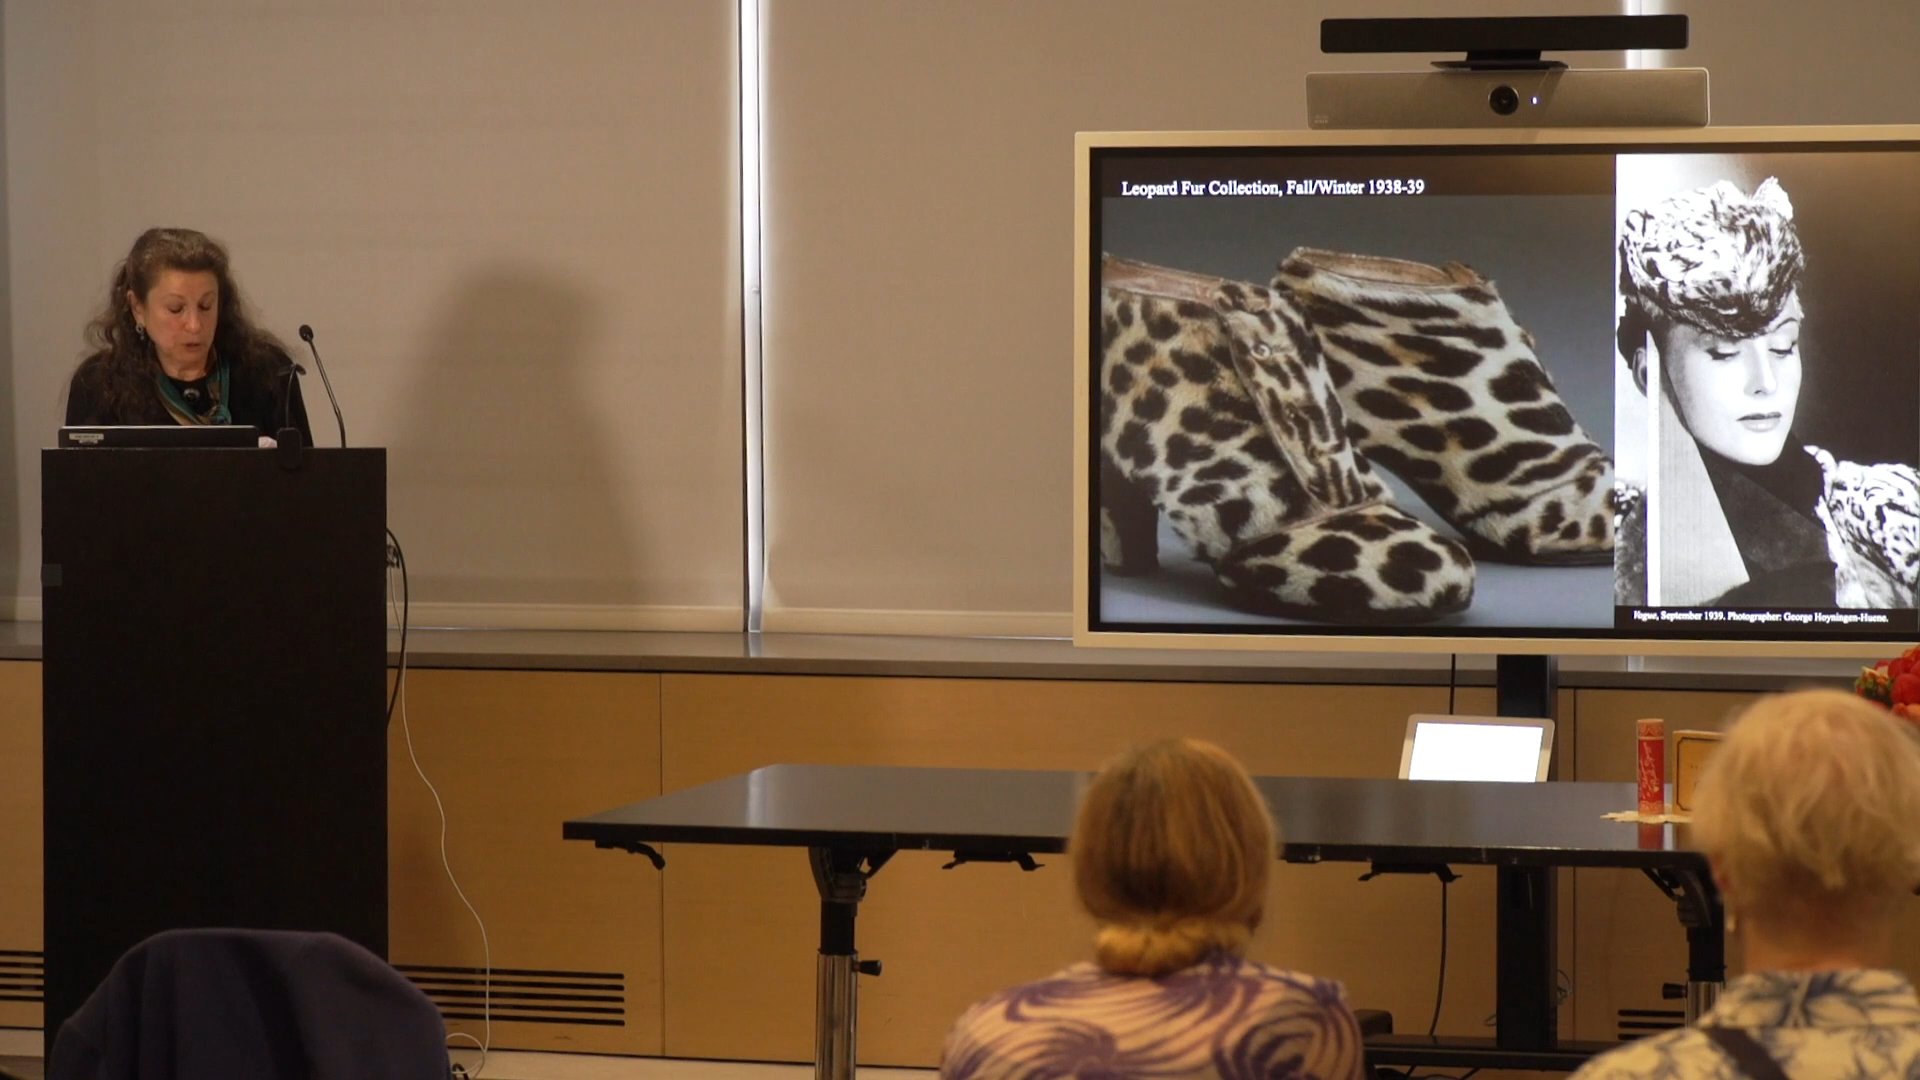 Leopard Fur Collection, Fall/Winter 1938-39
Vogue, September 1939. Photographer: George Hoyningen-Huene.